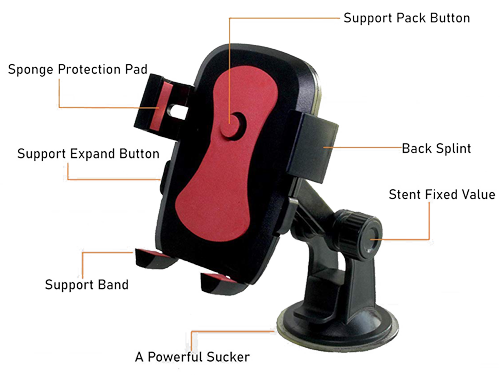 Support Pack Button
Sponge Protection Pad
Support Expand Button
Back Splint
Stent Fixed Value
Support Band
A Powerful Sucker